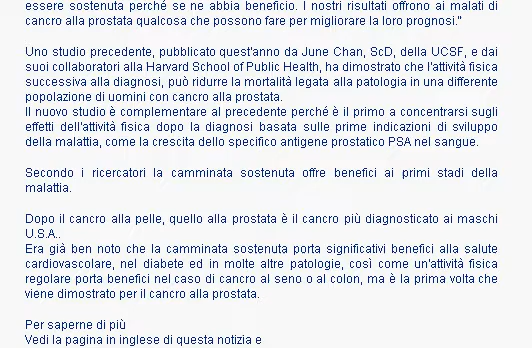 essere sostenuta perché se ne abbia beneficio. I nostri risultati offrono ai malati di
cancro alla prostata qualcosa che possono fare per migliorare la loro prognosi."
Uno studio precedente, pubblicato quest'anno da June Chan, ScD, della UCSF, e dai
suoi collaboratori alla Harvard School of Public Health, ha dimostrato che l'attività fisica
successiva alla diagnosi, può ridurre la mortalità legata alla patologia in una differente
popolazione di uomini con cancro alla prostata.
Il nuovo studio è complementare al precedente perché è il primo a concentrarsi sugli
effetti dell'attività fisica dopo la diagnosi basata sulle prime indicazioni di sviluppo
della malattia, come la crescita dello specifico antigene prostatico PSA nel sangue.
Secondo i ricercatori la camminata sostenuta offre benefici ai primi stadi della
malattia.
Dopo il cancro alla pelle, quello alla prostata è il cancro più diagnosticato ai maschi
U.S.A..
Era già ben noto che la camminata sostenuta porta significativi benefici alla salute
cardiovascolare, nel diabete ed in molte altre patologie, così come un'attività fisica
regolare porta benefici nel caso di cancro al seno o al colon, ma è la prima volta che
viene dimostrato per il cancro alla prostata.
Per saperne di più
Vedi la pagina in inglese di questa notizia e